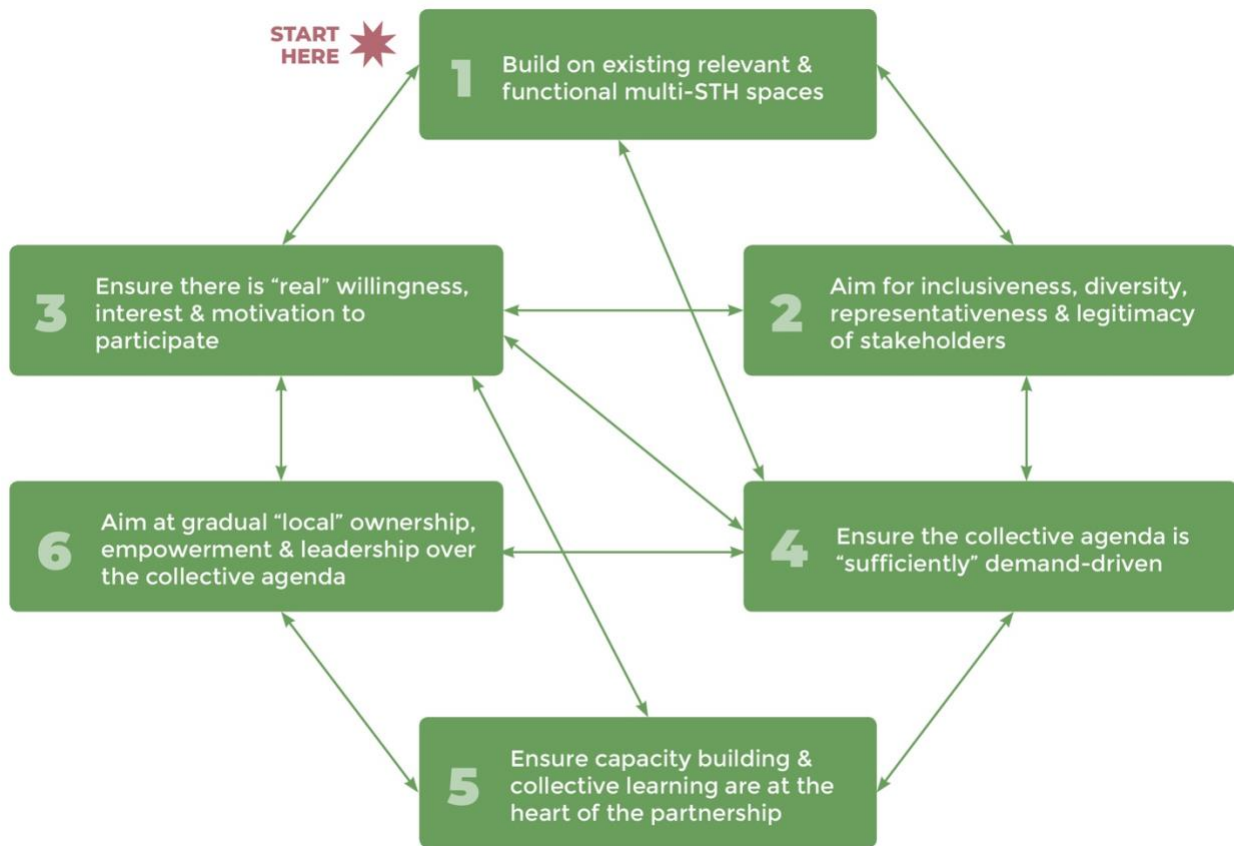 START
HERE
1
Build on existing relevant &
functional multi-STH spaces
3
Ensure there is “real” willingness,
interest & motivation to
participate
2
Aim for inclusiveness, diversity,
representativeness & legitimacy
of stakeholders
6
Aim at gradual “local” ownership,
empowerment & leadership over
the collective agenda
4
Ensure the collective agenda is
“sufficiently” demand-driven
5
Ensure capacity building &
collective learning are at the
heart of the partnership